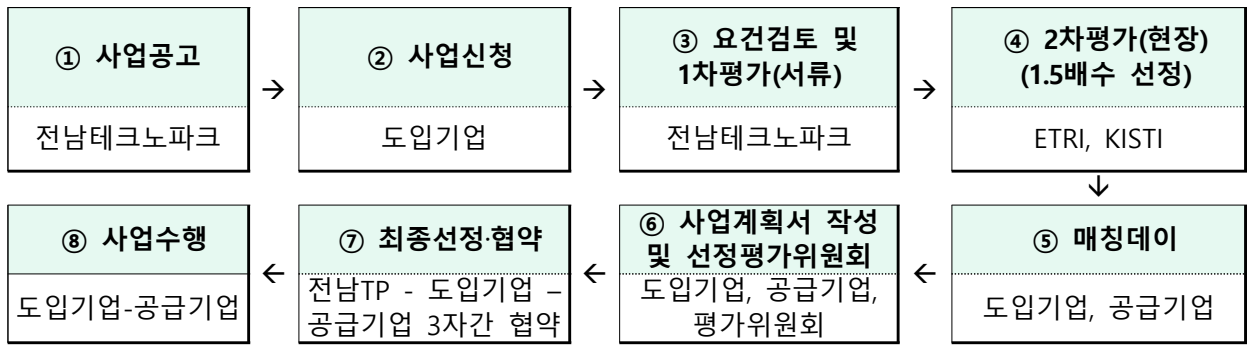 ① 사업공고
전남테크노파크
→
② 사업신청
도입기업
→
③ 요건검토 및
1차평가(서류)
전남테크노파크
→
④ 2차평가(현장)
(1.5배수 선정)
ETRI, KISTI
↓
⑤ 매칭데이
도입기업, 공급기업
←
⑥ 사업계획서 작성
및 선정평가위원회
도입기업, 공급기업,
평가위원회
←
⑦ 최종선정·협약
전남TP - 도입기업 –
공급기업 3자간 협약
←
⑧ 사업수행
도입기업-공급기업